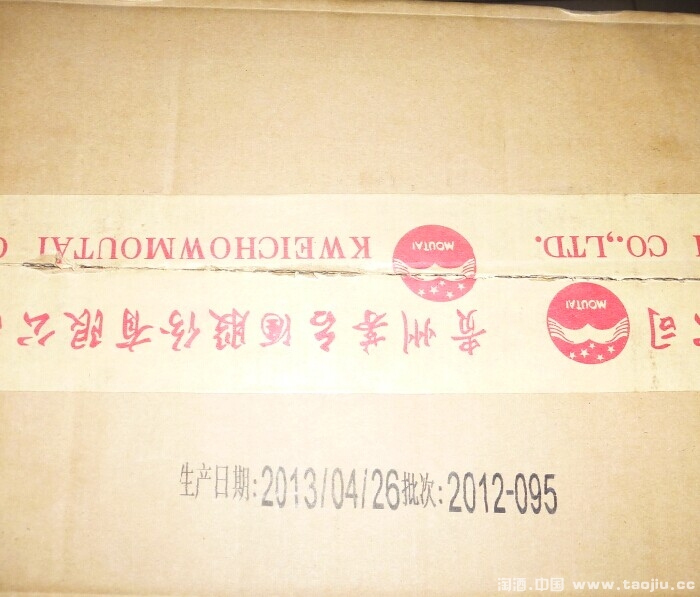 KWEICHOWMOUTAI CO.,LTD.
MOUTAI
贵州茅台酒股份有限公司
MOUTAI
生产日期:2013/04/26批次:2012-095
淘酒.中国 www.taojiu.cc